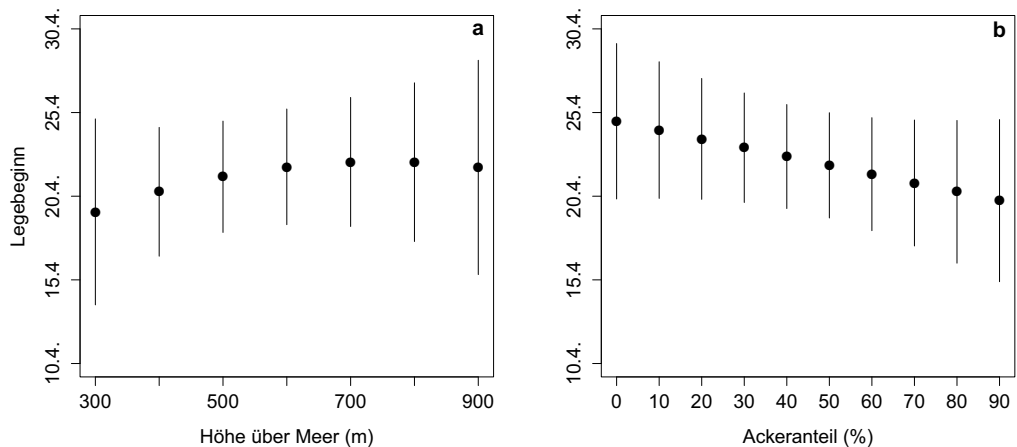 a
30.4.
25.4
20.4.
15.4
10.4.
Legebeginn
300 500 700 900
Höhe über Meer (m)
b
30.4.
25.4
20.4.
15.4
10.4.
0 10 20 30 40 50 60 70 80 90
Ackeranteil (%)